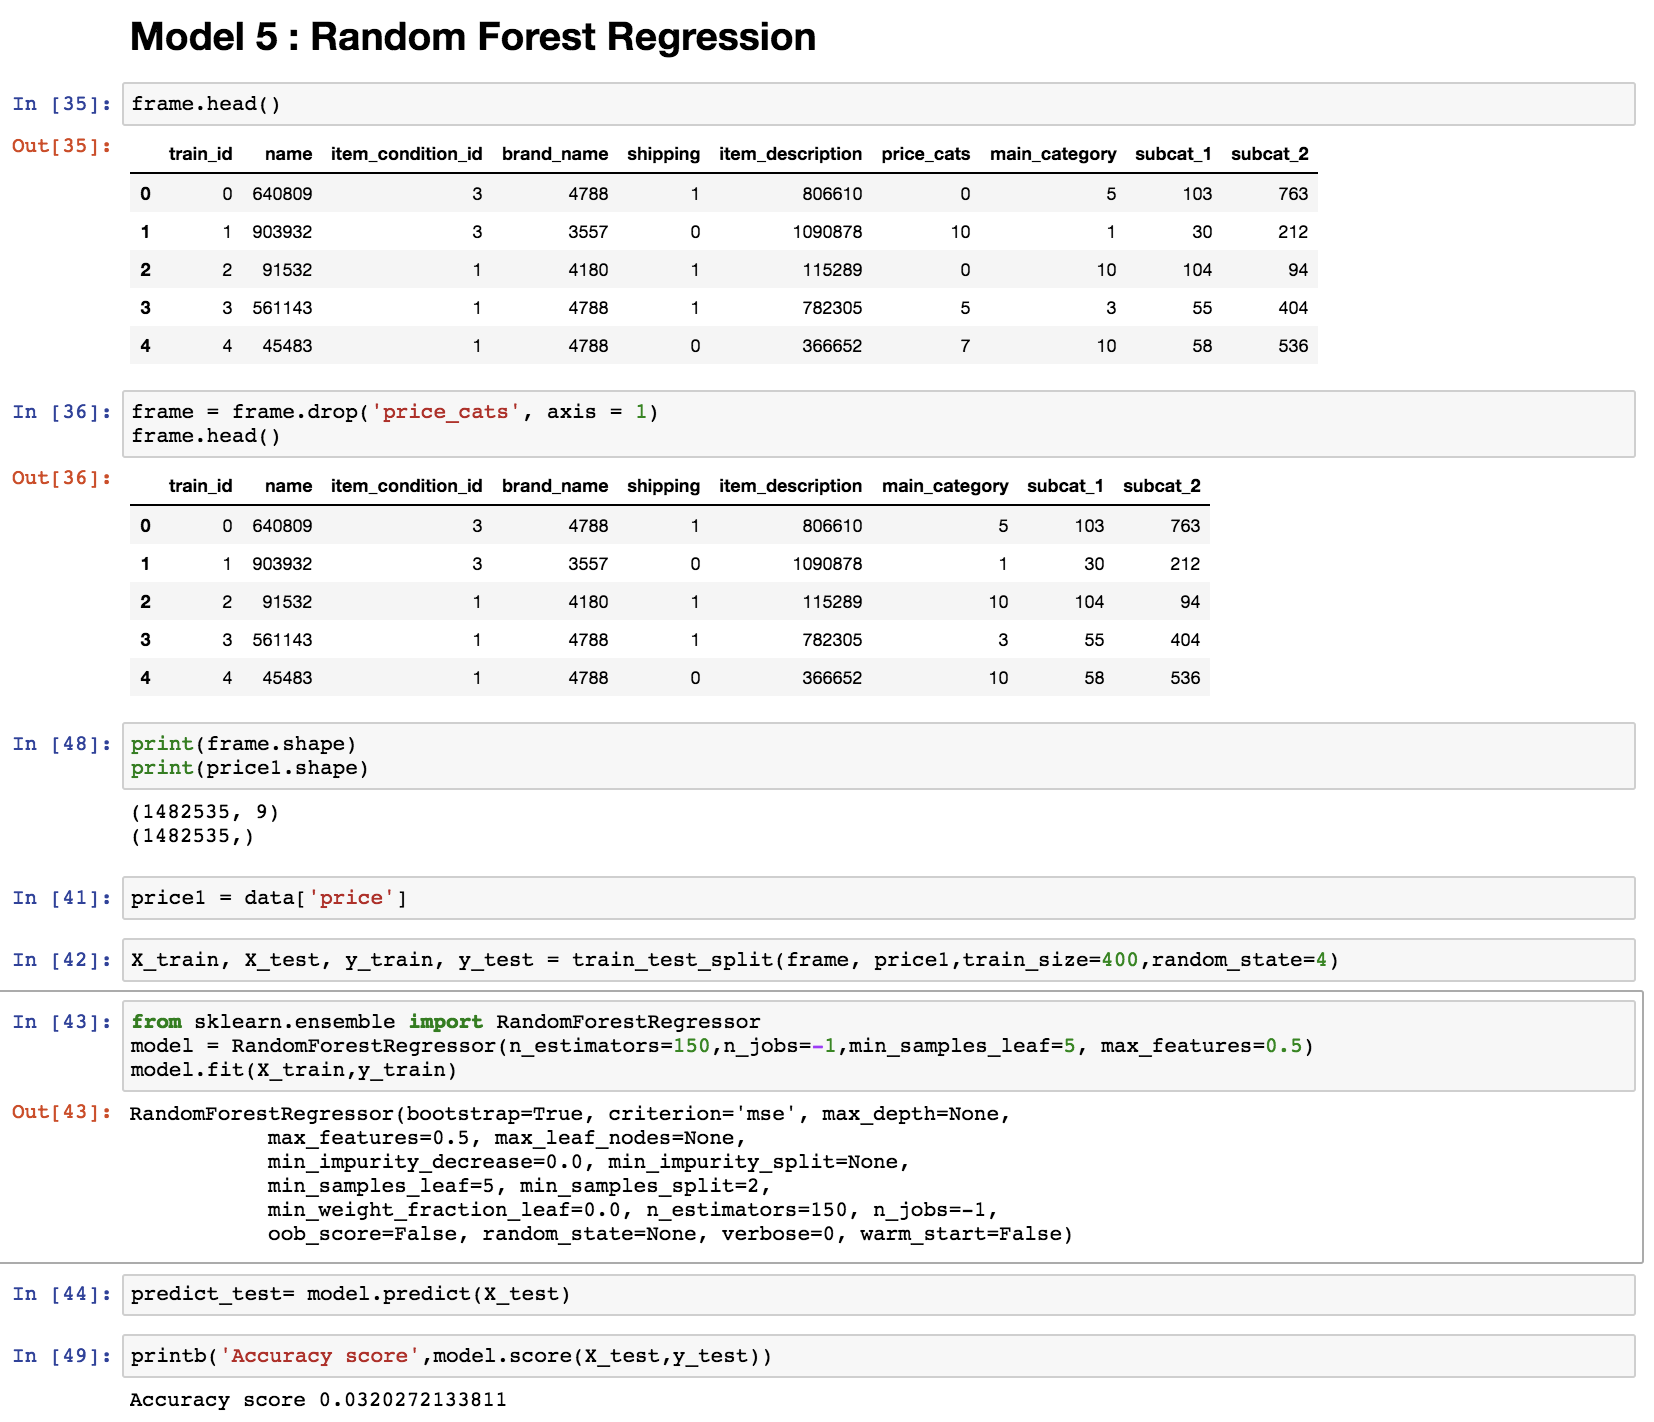 Model 5 : Random Forest Regression
In [35]: frame.head()
Out[35]:
train_id name item_condition_id brand_name shipping item_description price_cats main_category subcat_1 subcat_2
0 0 640809 3 4788 1 806610 0 5 103 763
1 1 903932 3 3557 0 1090878 10 1 30 212
2 2 91532 1 4180 1 115289 0 10 104 94
3 3 561143 1 4788 1 782305 5 3 55 404
4 4 45483 1 4788 0 366652 7 10 58 536
In [36]: frame = frame.drop('price_cats', axis = 1)
frame.head()
Out[36]:
train_id name item_condition_id brand_name shipping item_description main_category subcat_1 subcat_2
0 0 640809 3 4788 1 806610 5 103 763
1 1 903932 3 3557 0 1090878 1 30 212
2 2 91532 1 4180 1 115289 10 104 94
3 3 561143 1 4788 1 782305 3 55 404
4 4 45483 1 4788 0 366652 10 58 536
In [48]: print(frame.shape)
print(price1.shape)
(1482535, 9)
(1482535,)
In [41]: price1 = data['price']
In [42]: X_train, X_test, y_train, y_test = train_test_split(frame, price1,train_size=400,random_state=4)
In [43]: from sklearn.ensemble import RandomForestRegressor
model = RandomForestRegressor(n_estimators=150,n_jobs=-1,min_samples_leaf=5, max_features=0.5)
model.fit(X_train,y_train)
Out[43]: RandomForestRegressor(bootstrap=True, criterion='mse', max_depth=None,
max_features=0.5, max_leaf_nodes=None,
min_impurity_decrease=0.0, min_impurity_split=None,
min_samples_leaf=5, min_samples_split=2,
min_weight_fraction_leaf=0.0, n_estimators=150, n_jobs=-1,
oob_score=False, random_state=None, verbose=0, warm_start=False)
In [44]: predict_test= model.predict(X_test)
In [49]: printb('Accuracy score',model.score(X_test,y_test))
Accuracy score 0.0320272133811